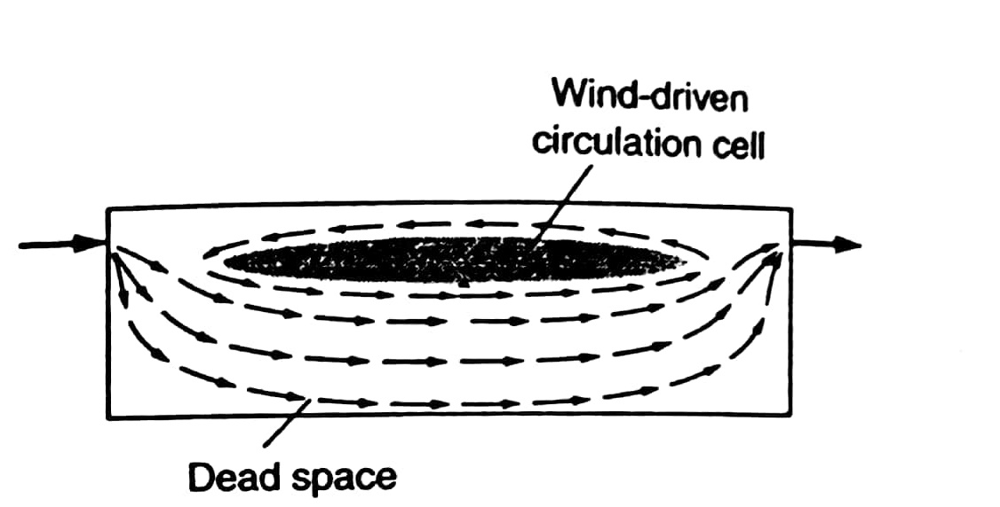 Wind-driven
circulation cell
Dead space